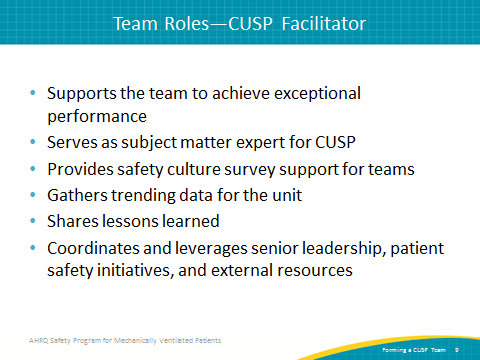 Team Roles—CUSP Facilitator
• Supports the team to achieve exceptional
performance
• Serves as subject matter expert for CUSP
• Provides safety culture survey support for teams
• Gathers trending data for the unit
• Shares lessons learned
• Coordinates and leverages senior leadership, patient
safety initiatives, and external resources
AHRQ Safety Program for Mechanically Ventilated Patients
Forming a CUSP Team 9